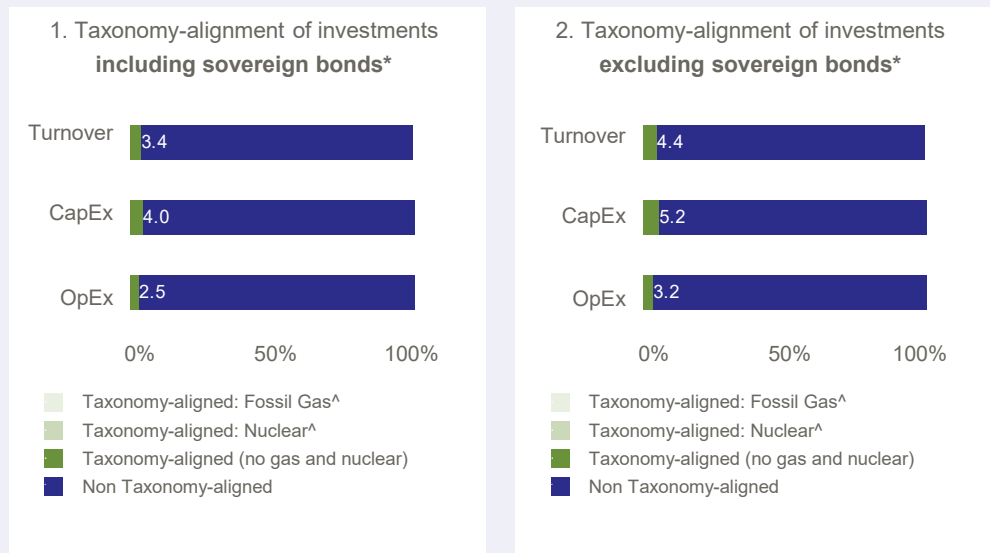 1. Taxonomy-alignment of investments
including sovereign bonds*
Turnover
3.4
CapEx
4.0
OpEx
2.5
0% 50% 100%
Taxonomy-aligned: Fossil Gas^
Taxonomy-aligned: Nuclear^
Taxonomy-aligned (no gas and nuclear)
Non Taxonomy-aligned
2. Taxonomy-alignment of investments
excluding sovereign bonds*
Turnover
4.4
CapEx
5.2
OpEx
3.2
0% 50% 100%
Taxonomy-aligned: Fossil Gas^
Taxonomy-aligned: Nuclear^
Taxonomy-aligned (no gas and nuclear)
Non Taxonomy-aligned